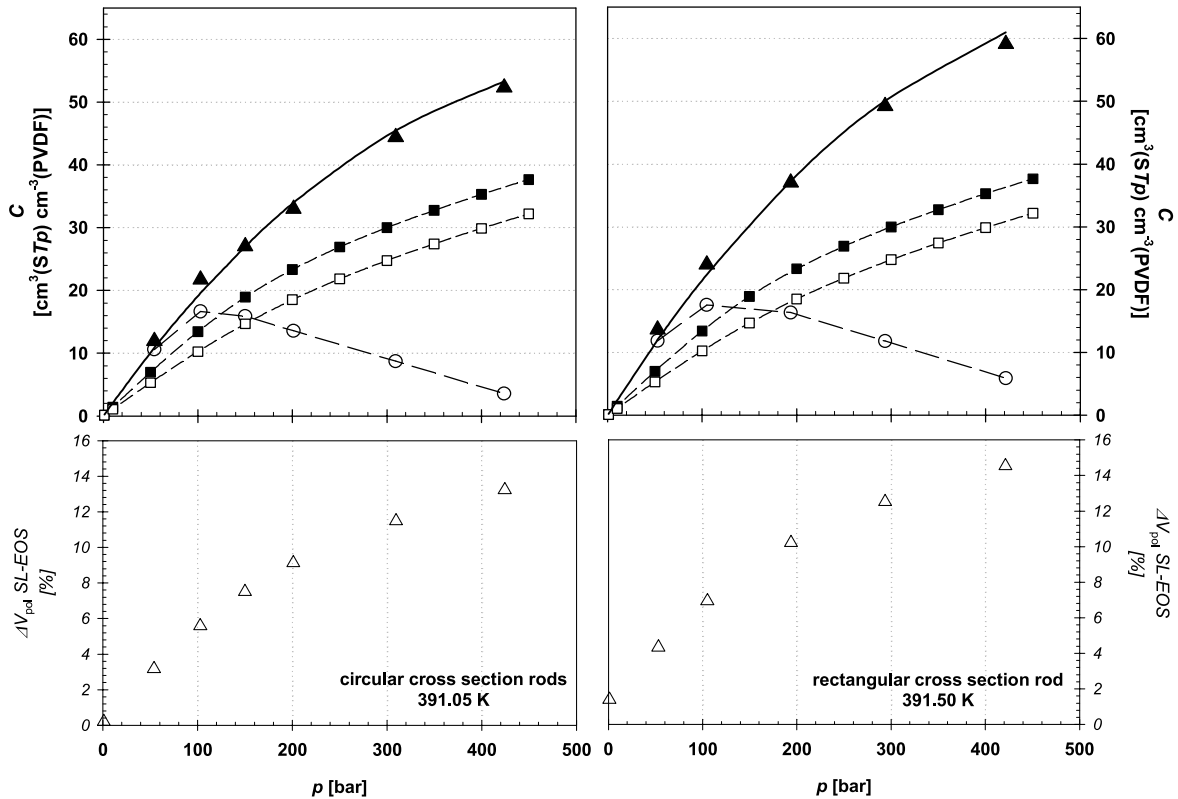 60
50
40
30
20
10
0
C
[cm³(STp) cm⁻³(PVDF)]
60
50
40
30
20
10
0
C
[cm³(STp) cm⁻³(PVDF)]
16
14
12
10
8
6
4
2
0
ΔV_pol SL-EOS
[%]
circular cross section rods
391.05 K
0 100 200 300 400 500
p [bar]
16
14
12
10
8
6
4
2
0
ΔV_pol SL-EOS
[%]
rectangular cross section rod
391.50 K
0 100 200 300 400 500
p [bar]